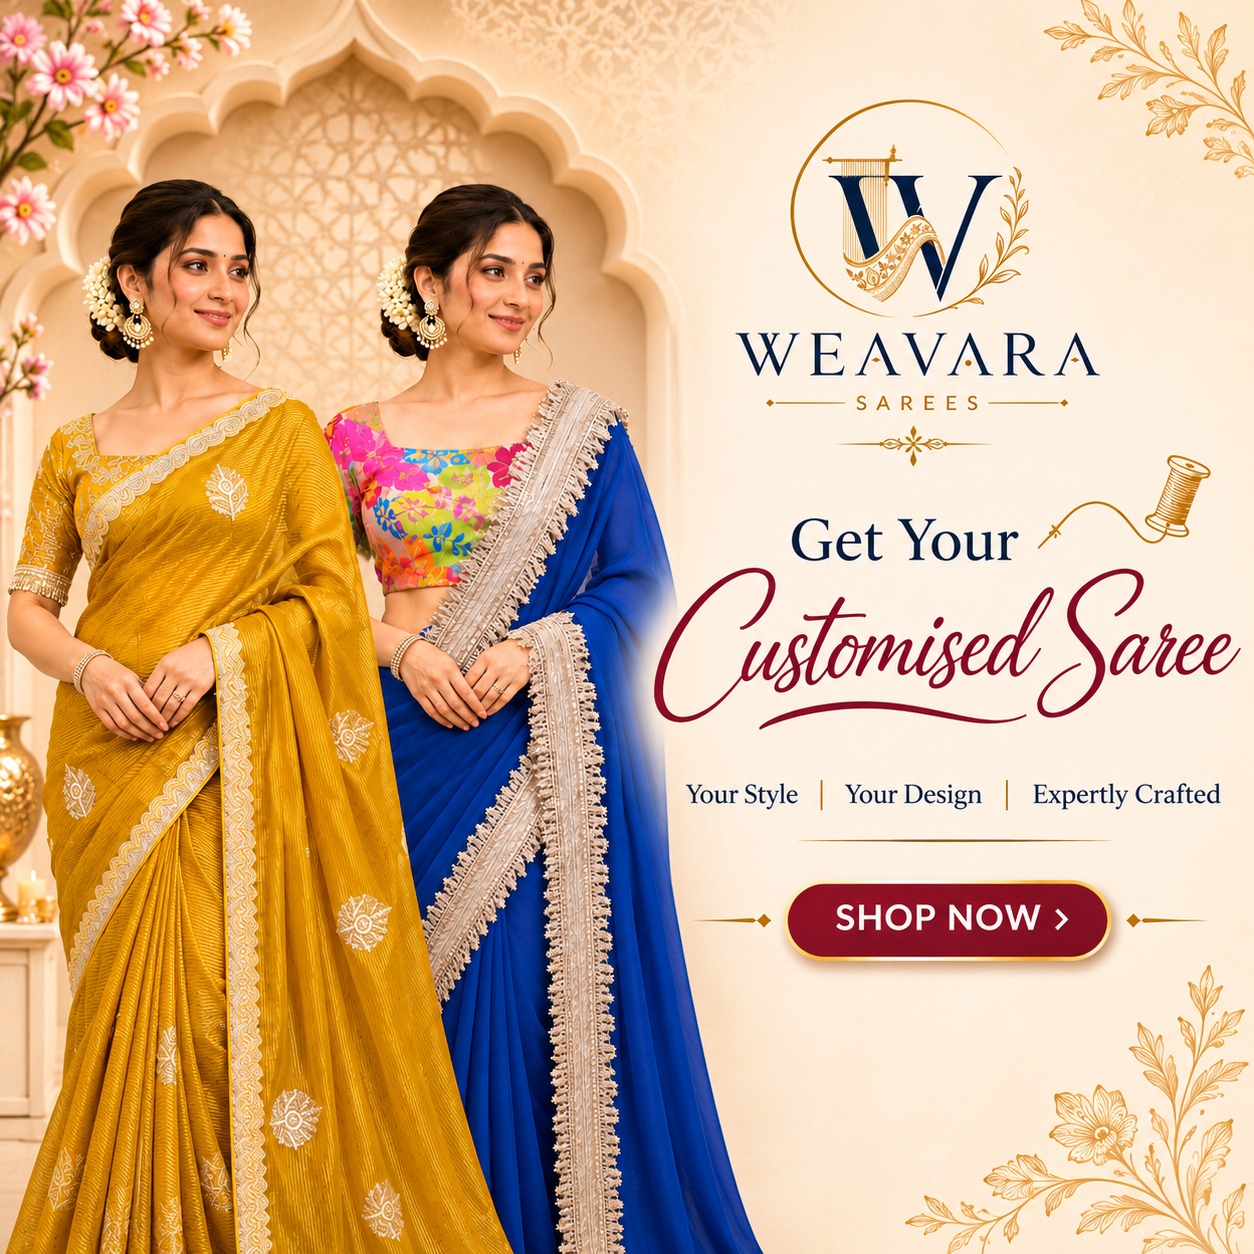 W
WEAVARA
SAREES
Get Your
Customised Saree
Your Style | Your Design | Expertly Crafted
SHOP NOW >